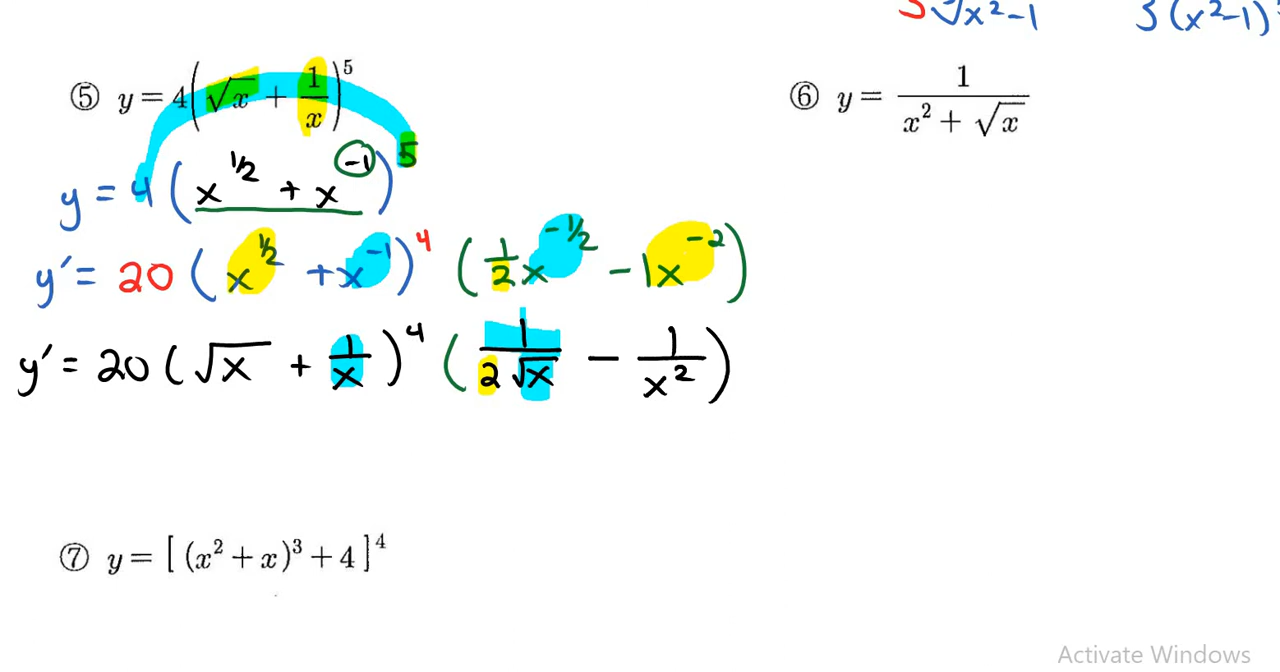 3∛x²-1    3(x²-1)
⑤ y = 4(√x + 1/x)⁵
⑥ y = 1/(x² + √x)
y = 4(x^½ + x^-1)^5
y' = 20(x^½ + x^-1)^4 (½x^-½ - 1x^-2)
y' = 20(√x + 1/x)^4 (1/(2√x) - 1/x²)
⑦ y = [(x² + x)³ + 4]⁴
Activate Windows